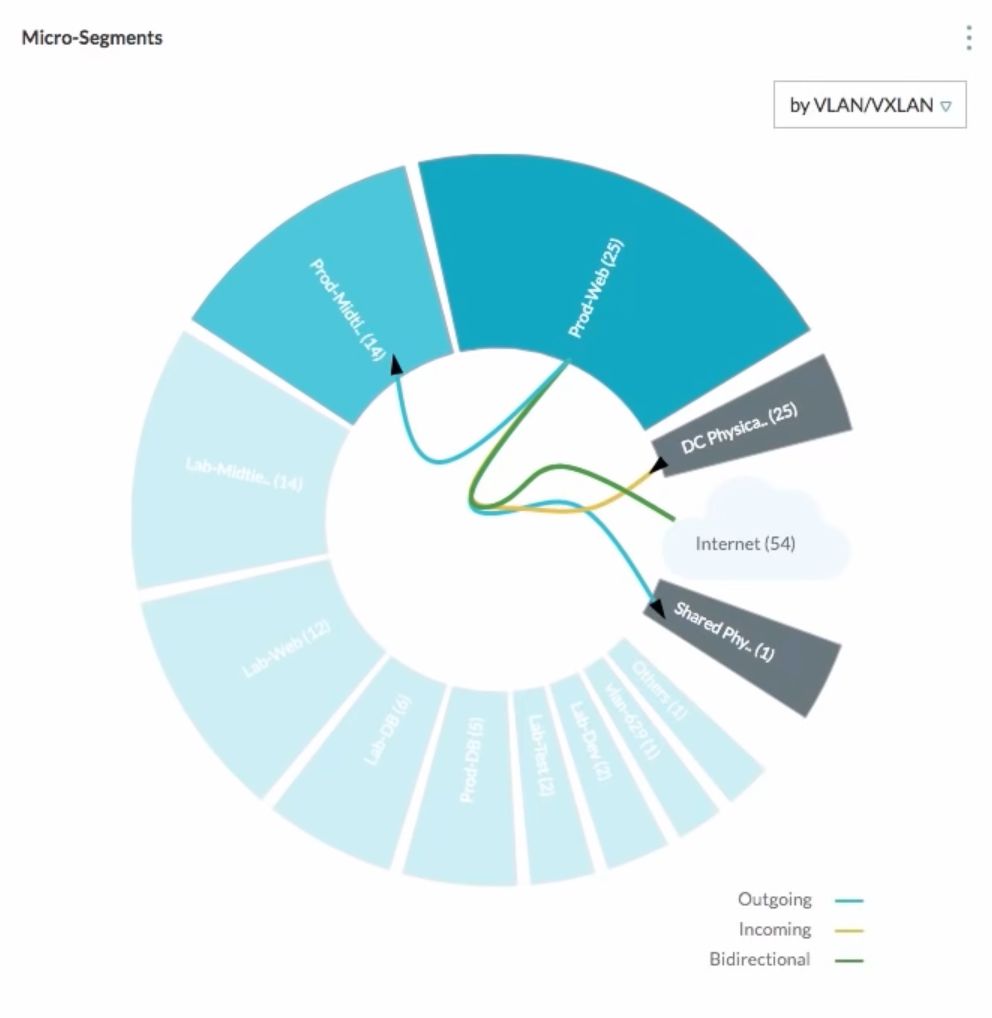 Micro-Segments
by VLAN/VXLAN
Prod-Web (25)
Prod-Midti.. (14)
DC Physica.. (25)
Lab-Midtie.. (14)
Internet (54)
Shared Phy.. (1)
Lab-Web (12)
Others (1)
vlan-629 (1)
Lab-DB (6)
Lab-Dev (2)
Prod-DB (5)
Lab-Test (2)
Outgoing
Incoming
Bidirectional